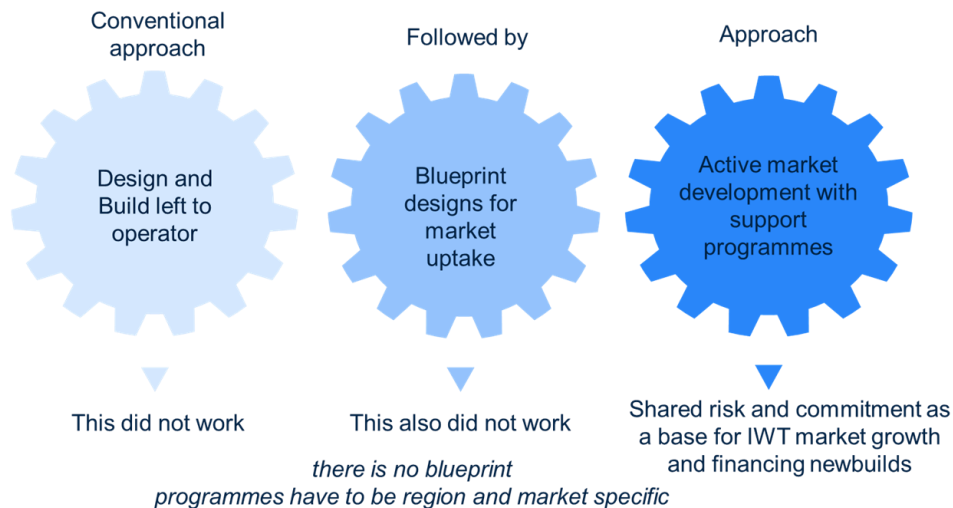 Conventional
approach
Followed by
Approach
Design and
Build left to
operator
Blueprint
designs for
market
uptake
Active market
development with
support
programmes
This did not work
This also did not work
Shared risk and commitment as
a base for IWT market growth
and financing newbuilds
there is no blueprint
programmes have to be region and market specific